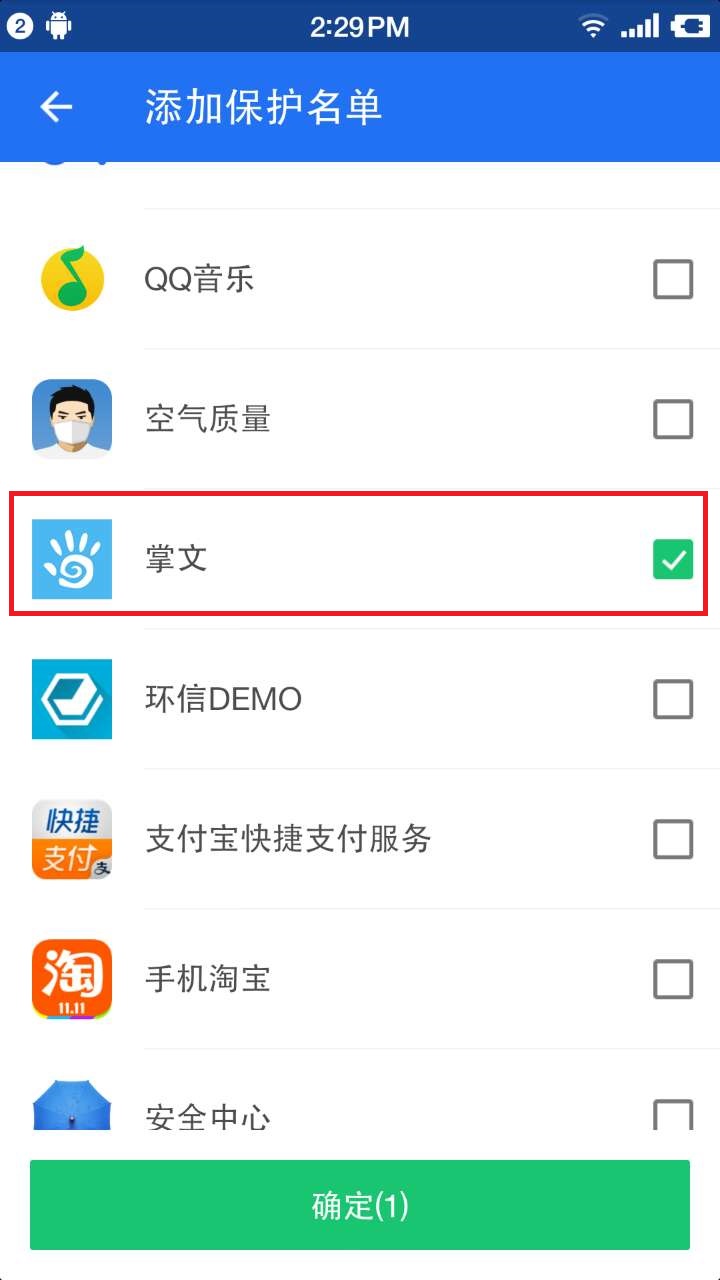 2
2:29PM
添加保护名单
QQ音乐
空气质量
掌文
环信DEMO
快捷
支付
支
支付宝快捷支付服务
淘
11.11
手机淘宝
安全中心
确定(1)